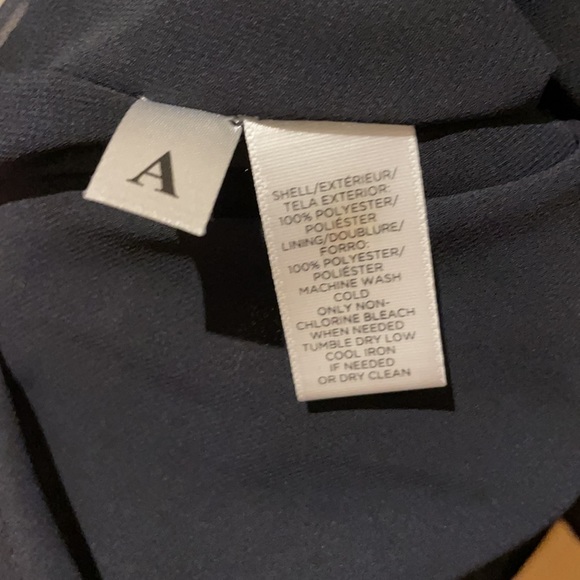 A
SHELL/EXTÉRIEUR/
TELA EXTERIOR:
100% POLYESTER/
POLIÉSTER
LINING/DOUBLURE/
FORRO:
100% POLYESTER/
POLIÉSTER
MACHINE WASH
COLD
ONLY NON-
CHLORINE BLEACH
WHEN NEEDED
TUMBLE DRY LOW
COOL IRON
IF NEEDED
OR DRY CLEAN